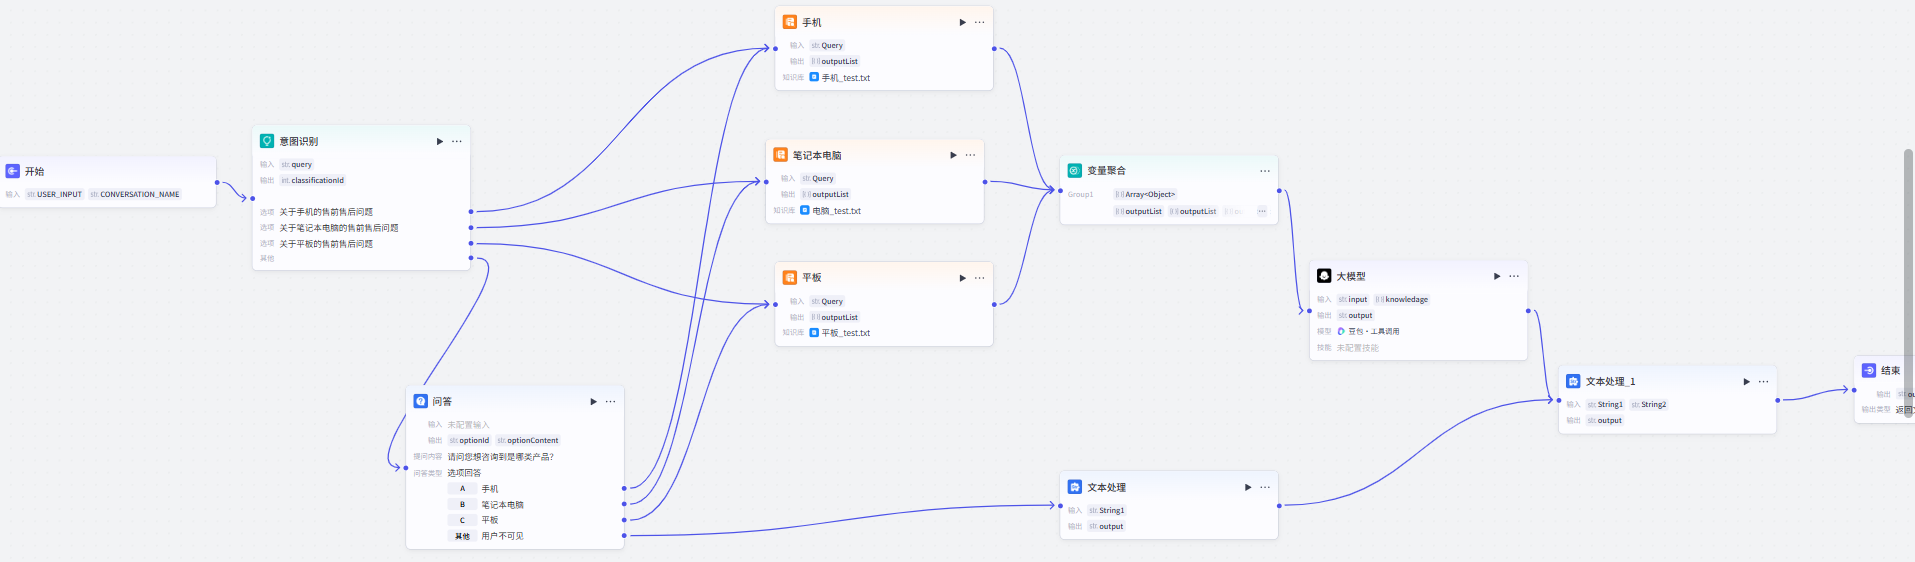 开始
输入 str. USER_INPUT str. CONVERSATION_NAME
意图识别
输入 str. query
输出 int. classificationId
选项 关于手机的售前售后问题
选项 关于笔记本电脑的售前售后问题
选项 关于平板的售前售后问题
其他
问答
输入 未配置输入
输出 str. optionId str. optionContent
提问内容 请问您想咨询到是哪类产品?
问答类型 选项回答
A 手机
B 笔记本电脑
C 平板
其他 用户不可见
手机
输入 str. Query
输出 outputList
知识库 手机_test.txt
笔记本电脑
输入 str. Query
输出 outputList
知识库 电脑_test.txt
平板
输入 str. Query
输出 outputList
知识库 平板_test.txt
变量聚合
Group1 Array<Object>
outputList outputList
文本处理
输入 str. String1
输出 str. output
大模型
输入 str. input knowledage
输出 str. output
模型 豆包·工具调用
技能 未配置技能
文本处理_1
输入 str. String1 str. String2
输出 str. output
结束
输出 str.
输出类型 返回